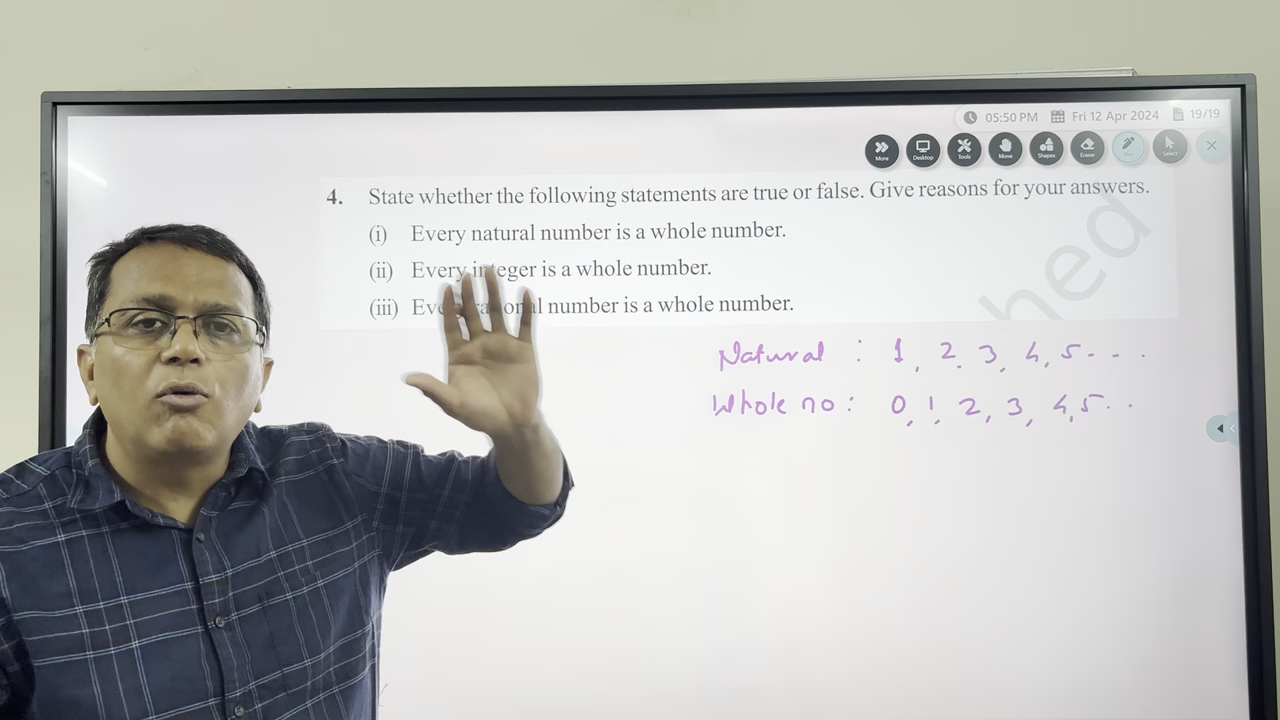 05:50 PM Fri 12 Apr 2024 19/19
More Desktop Tools Move Shapes Eraser Select
4. State whether the following statements are true or false. Give reasons for your answers.
(i) Every natural number is a whole number.
(ii) Every integer is a whole number.
(iii) number is a whole number.
hed
Natural : 1, 2, 3, 4, 5- - -.
Whole no : 0, 1, 2, 3, 4, 5. . .